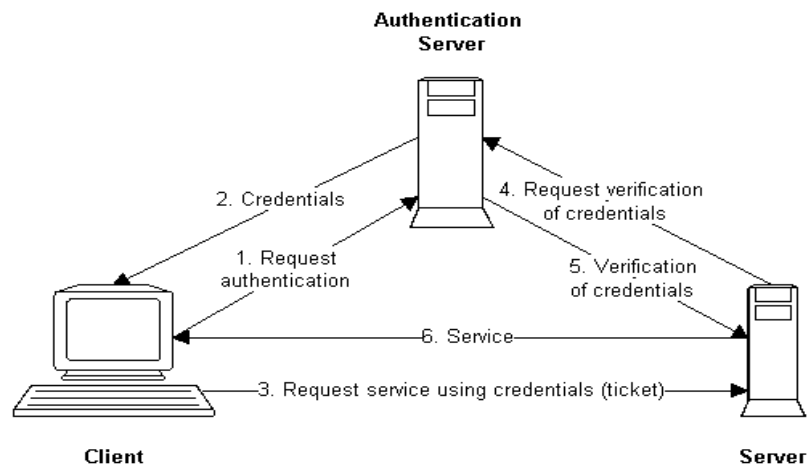 Authentication
Server
2. Credentials
4. Request verification
of credentials
1. Request
authentication
5. Verification
of credentials
6. Service
3. Request service using credentials (ticket)
Client
Server